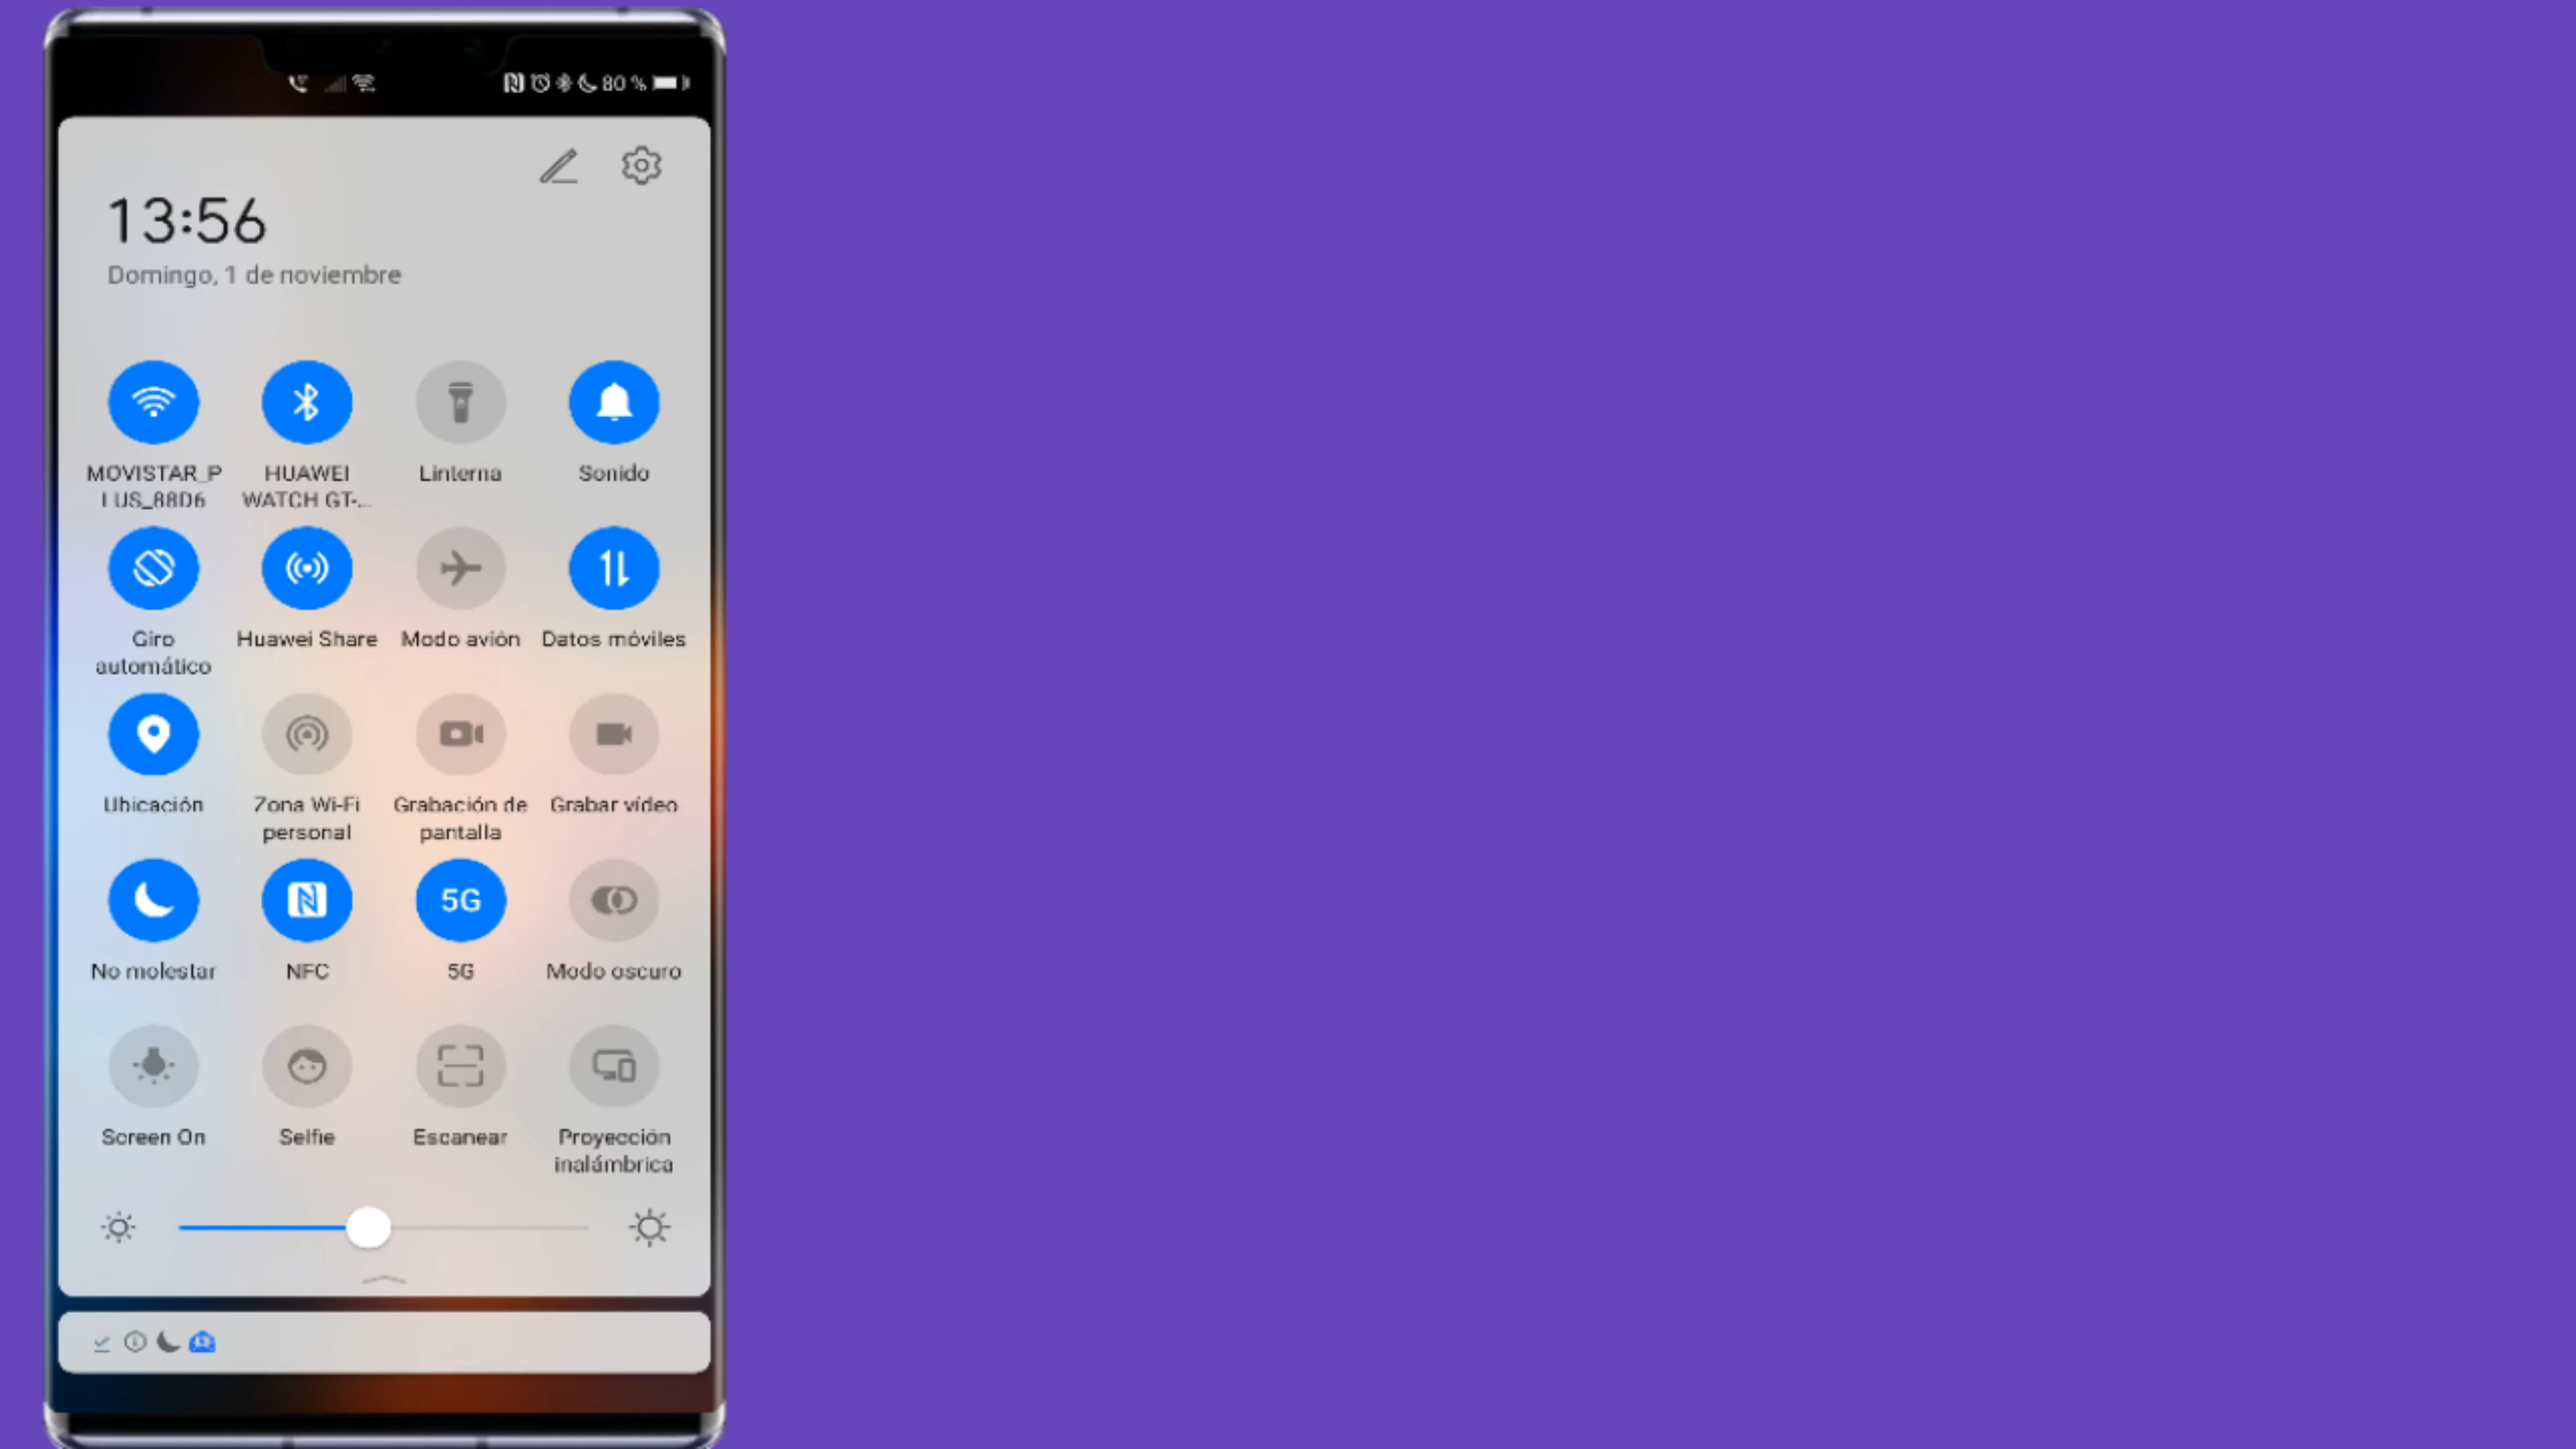 80 %
13:56
Domingo, 1 de noviembre
MOVISTAR_P
LUS_88D6
HUAWEI
WATCH GT-...
Linterna
Sonido
Giro
automático
Huawei Share
Modo avión
Datos móviles
Ubicación
Zona Wi-Fi
personal
Grabación de
pantalla
Grabar vídeo
5G
No molestar
NFC
5G
Modo oscuro
Screen On
Selfie
Escanear
Proyección
inalámbrica